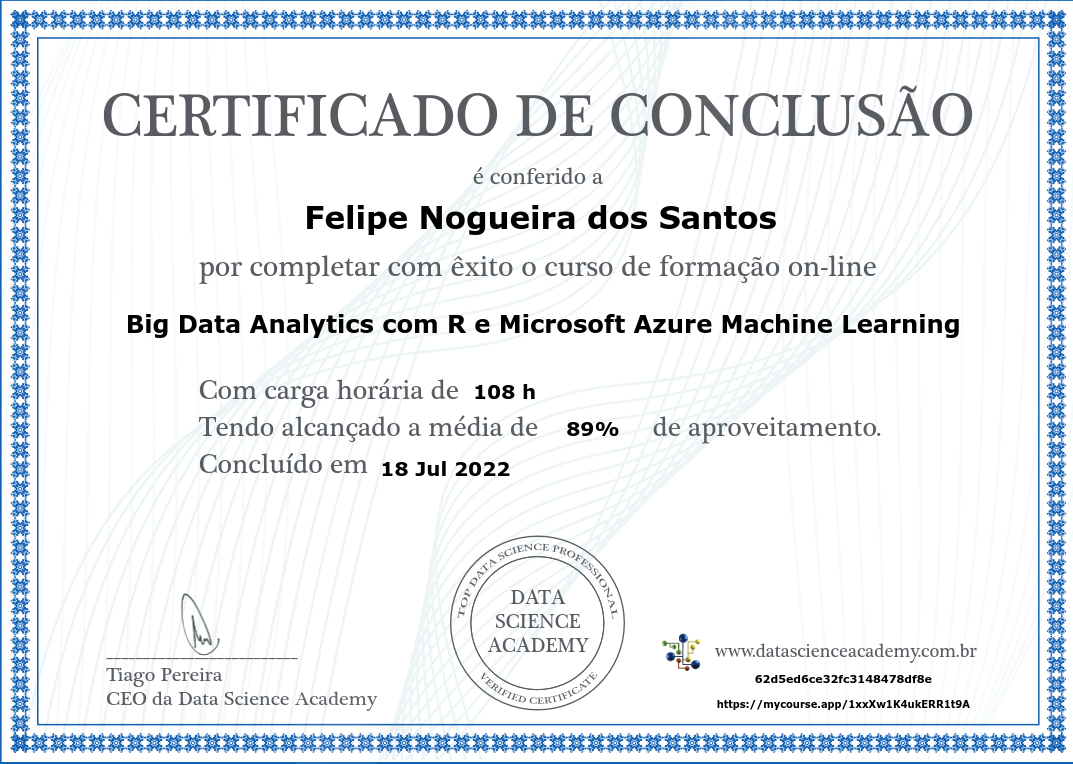 CERTIFICADO DE CONCLUSÃO
é conferido a
Felipe Nogueira dos Santos
por completar com êxito o curso de formação on-line
Big Data Analytics com R e Microsoft Azure Machine Learning
Com carga horária de 108 h
Tendo alcançado a média de 89% de aproveitamento.
Concluído em 18 Jul 2022
TOP DATA SCIENCE PROFESSIONAL
DATA
SCIENCE
ACADEMY
VERIFIED CERTIFICATE
Tiago Pereira
CEO da Data Science Academy
www.datascienceacademy.com.br
62d5ed6ce32fc3148478df8e
https://mycourse.app/1xxXw1K4ukERR1t9A